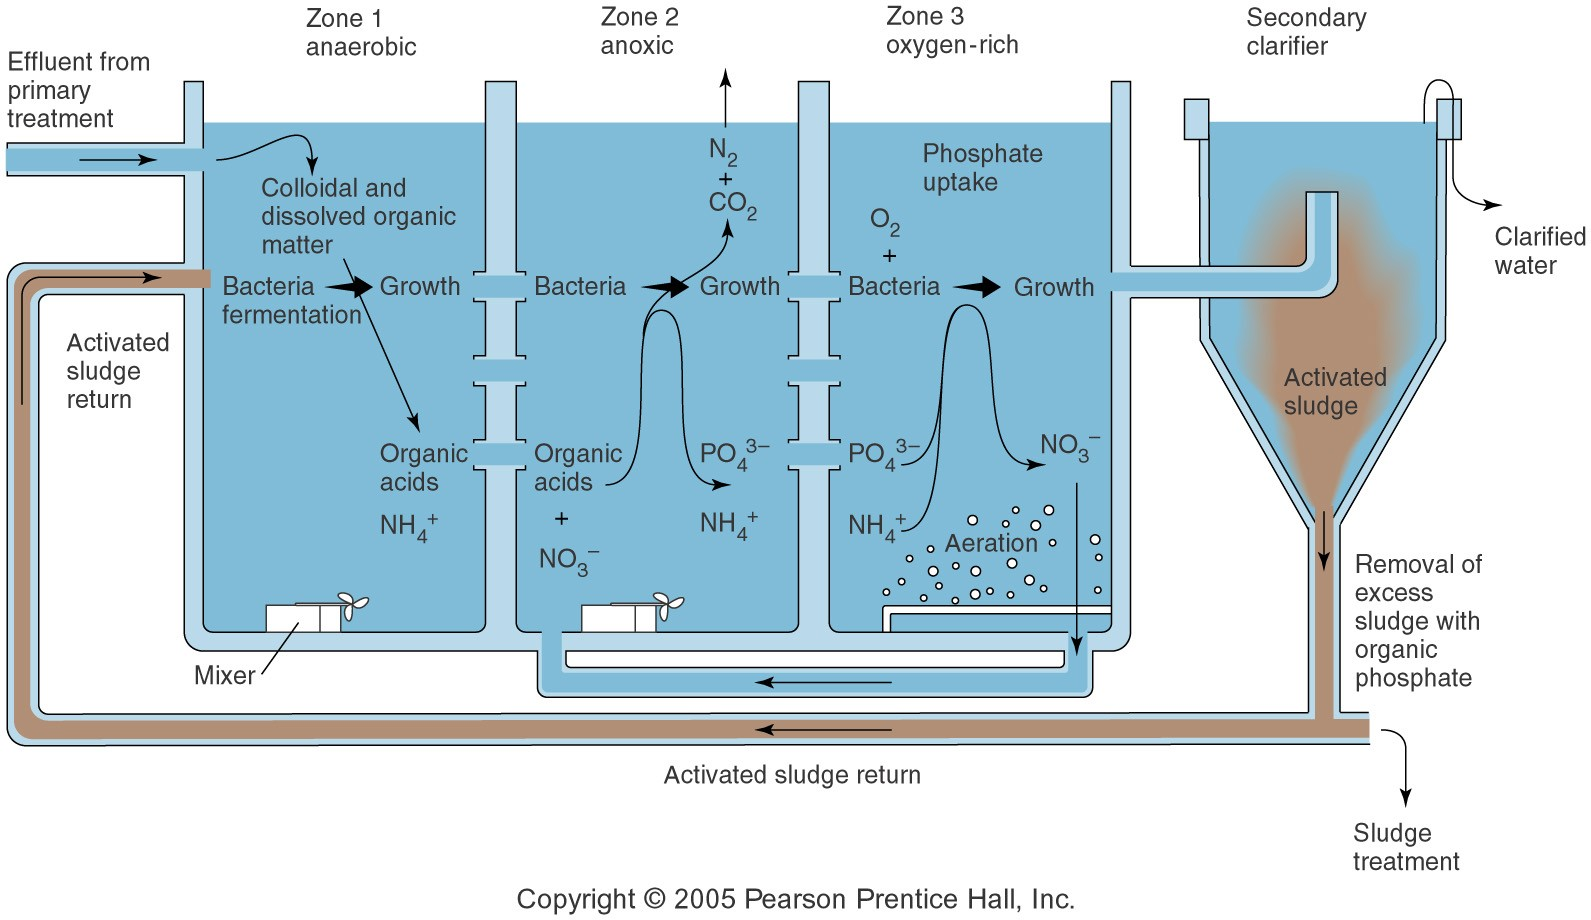 Zone 1
anaerobic
Zone 2
anoxic
Zone 3
oxygen-rich
Secondary
clarifier
Effluent from
primary
treatment
Colloidal and
dissolved organic
matter
Bacteria
fermentation
Growth
Organic
acids
NH4+
Mixer
N2
+
CO2
Bacteria
Growth
Organic
acids
+
NO3−
PO43−
NH4+
Phosphate
uptake
O2
+
Bacteria
Growth
PO43−
NH4+
NO3−
Aeration
Clarified
water
Activated
sludge
Activated
sludge
return
Removal of
excess
sludge with
organic
phosphate
Activated sludge return
Sludge
treatment
Copyright © 2005 Pearson Prentice Hall, Inc.